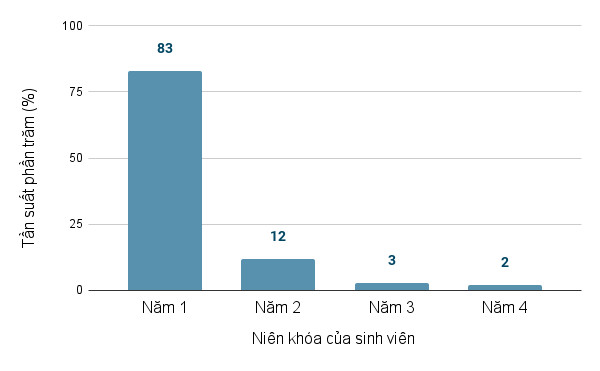 Tần suất phần trăm (%)
100
75
50
25
0
83
12
3
2
Năm 1
Năm 2
Năm 3
Năm 4
Niên khóa của sinh viên